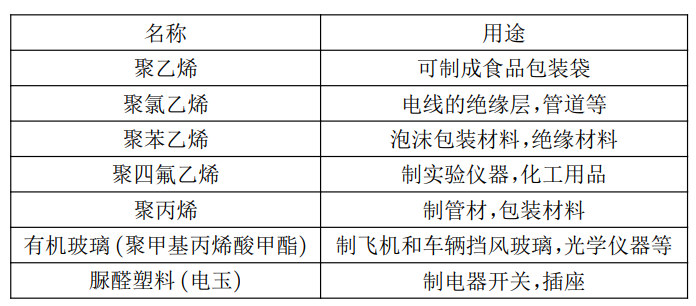 名称 用途
聚乙烯 可制成食品包装袋
聚氯乙烯 电线的绝缘层,管道等
聚苯乙烯 泡沫包装材料,绝缘材料
聚四氟乙烯 制实验仪器,化工用品
聚丙烯 制管材,包装材料
有机玻璃(聚甲基丙烯酸甲酯) 制飞机和车辆挡风玻璃,光学仪器等
脲醛塑料(电玉) 制电器开关,插座